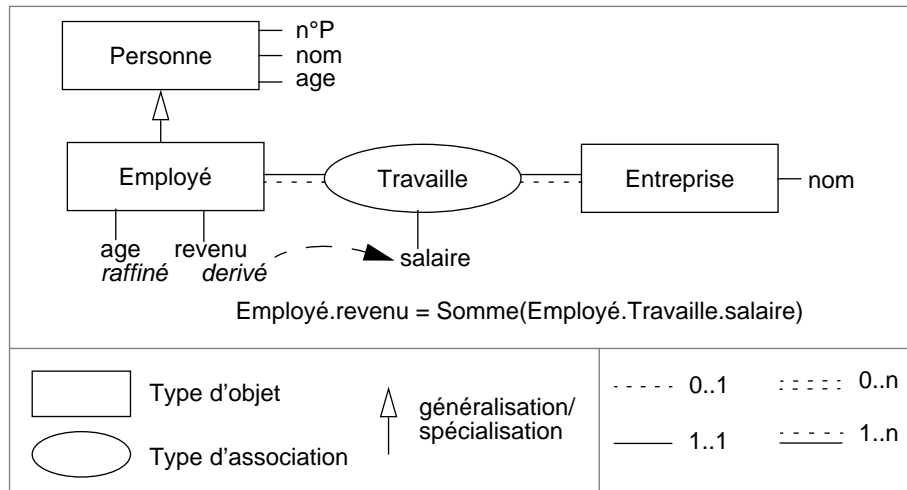 n°P
Personne
nom
age
Employé
Travaille
Entreprise
nom
age
revenu
raffiné
derivé
salaire
Employé.revenu = Somme(Employé.Travaille.salaire)
Type d'objet
Type d'association
généralisation/
spécialisation
0..1
0..n
1..1
1..n